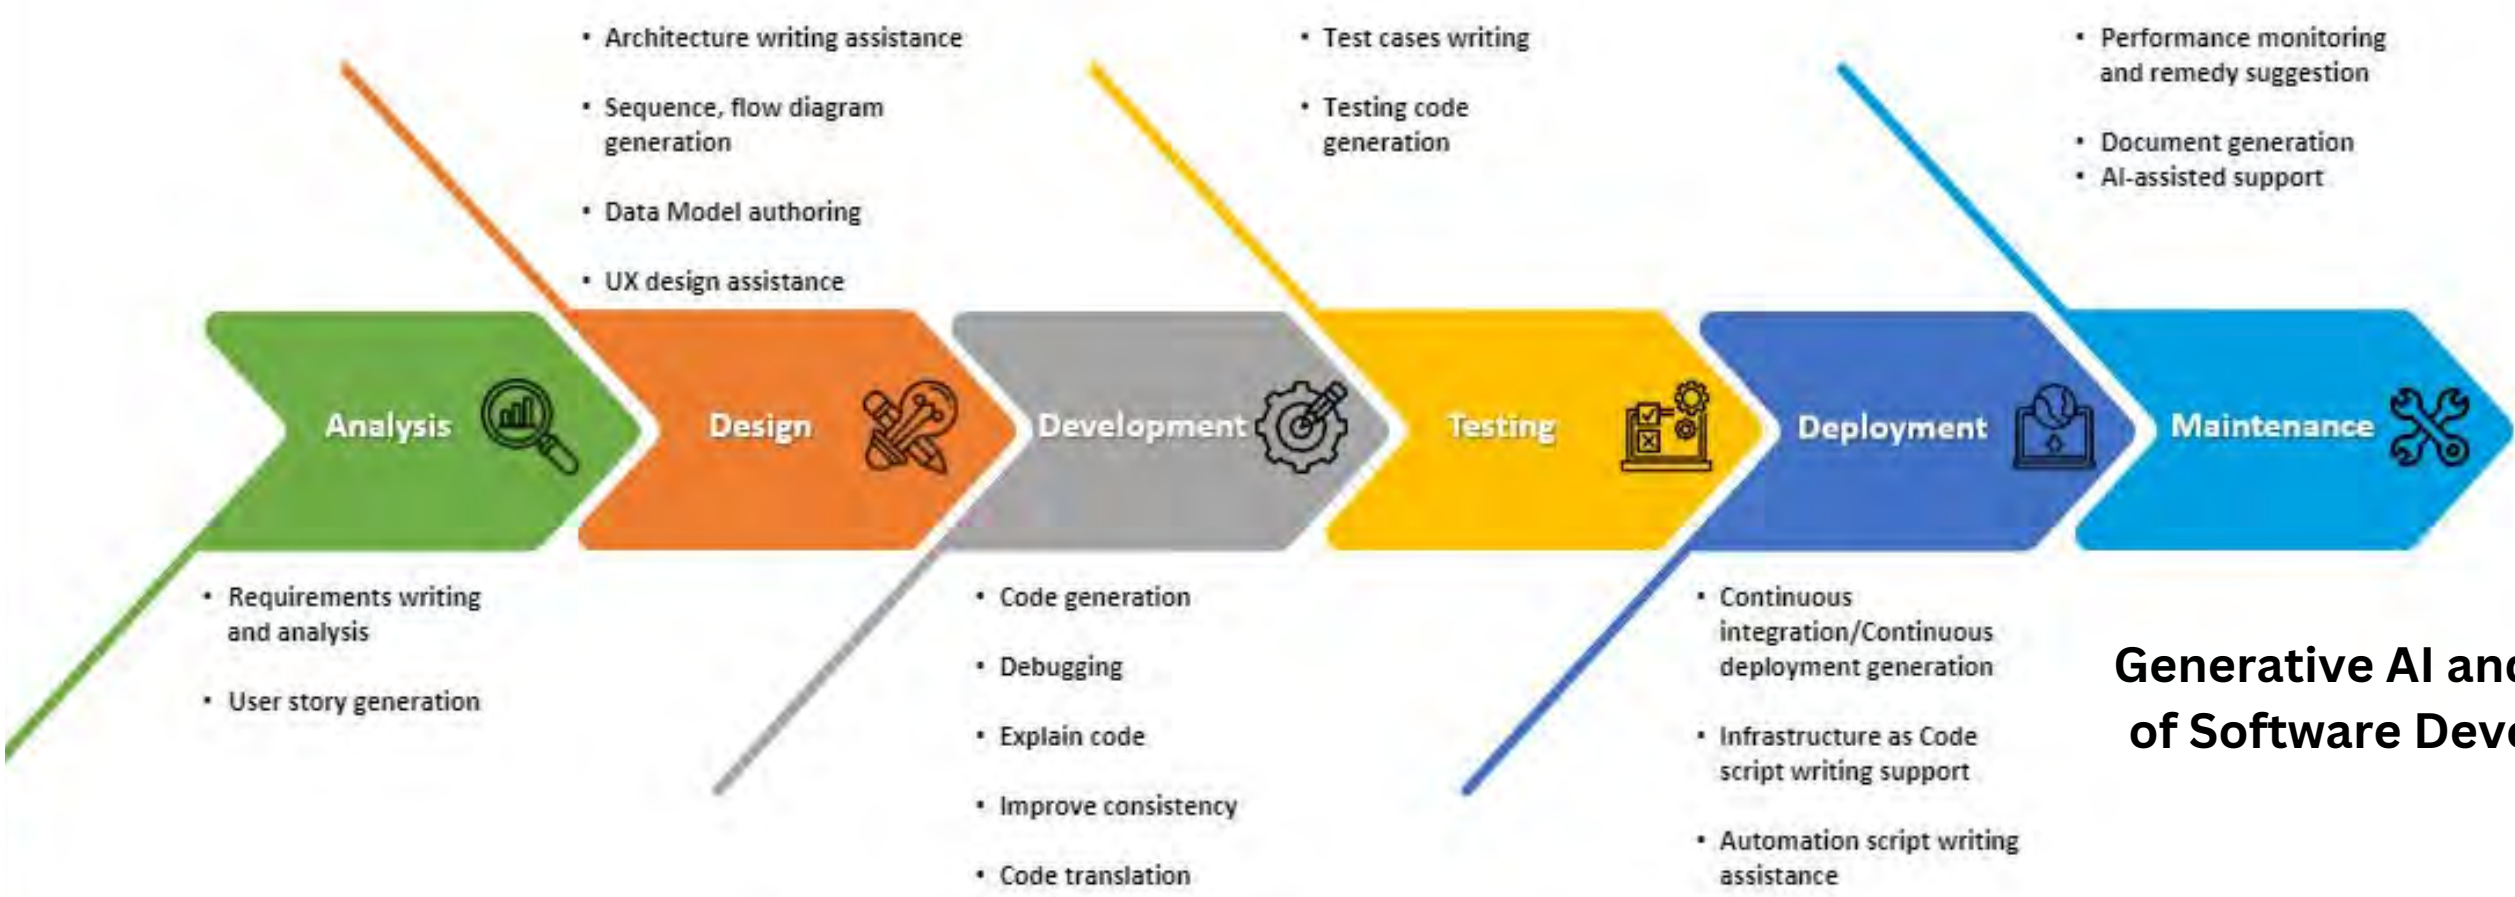 Analysis
• Requirements writing
and analysis
• User story generation
• Architecture writing assistance
• Sequence, flow diagram
generation
• Data Model authoring
• UX design assistance
Design
Development
• Code generation
• Debugging
• Explain code
• Improve consistency
• Code translation
• Test cases writing
• Testing code
generation
Testing
Deployment
• Continuous
integration/Continuous
deployment generation
• Infrastructure as Code
script writing support
• Automation script writing
assistance
• Performance monitoring
and remedy suggestion
• Document generation
• AI-assisted support
Maintenance
Generative AI an
of Software Dev